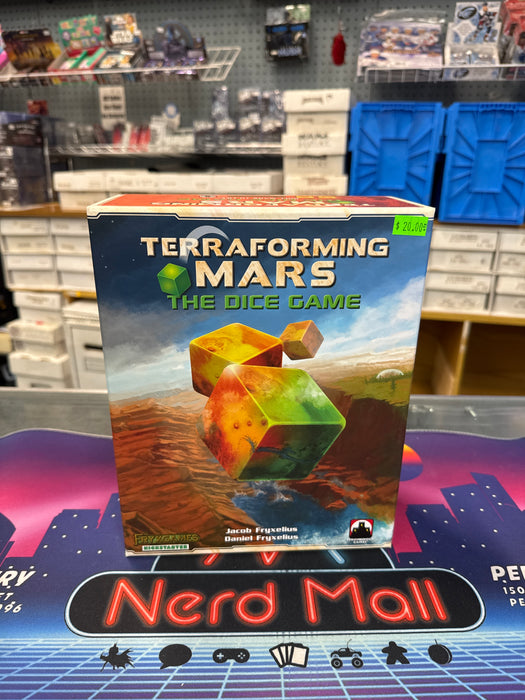 $ 20.00
TERRAFORMING
MARS
THE DICE GAME
Jacob Fryxelius
Daniel Fryxelius
FRYXGAMES
KICKSTARTER
Nerd Mall